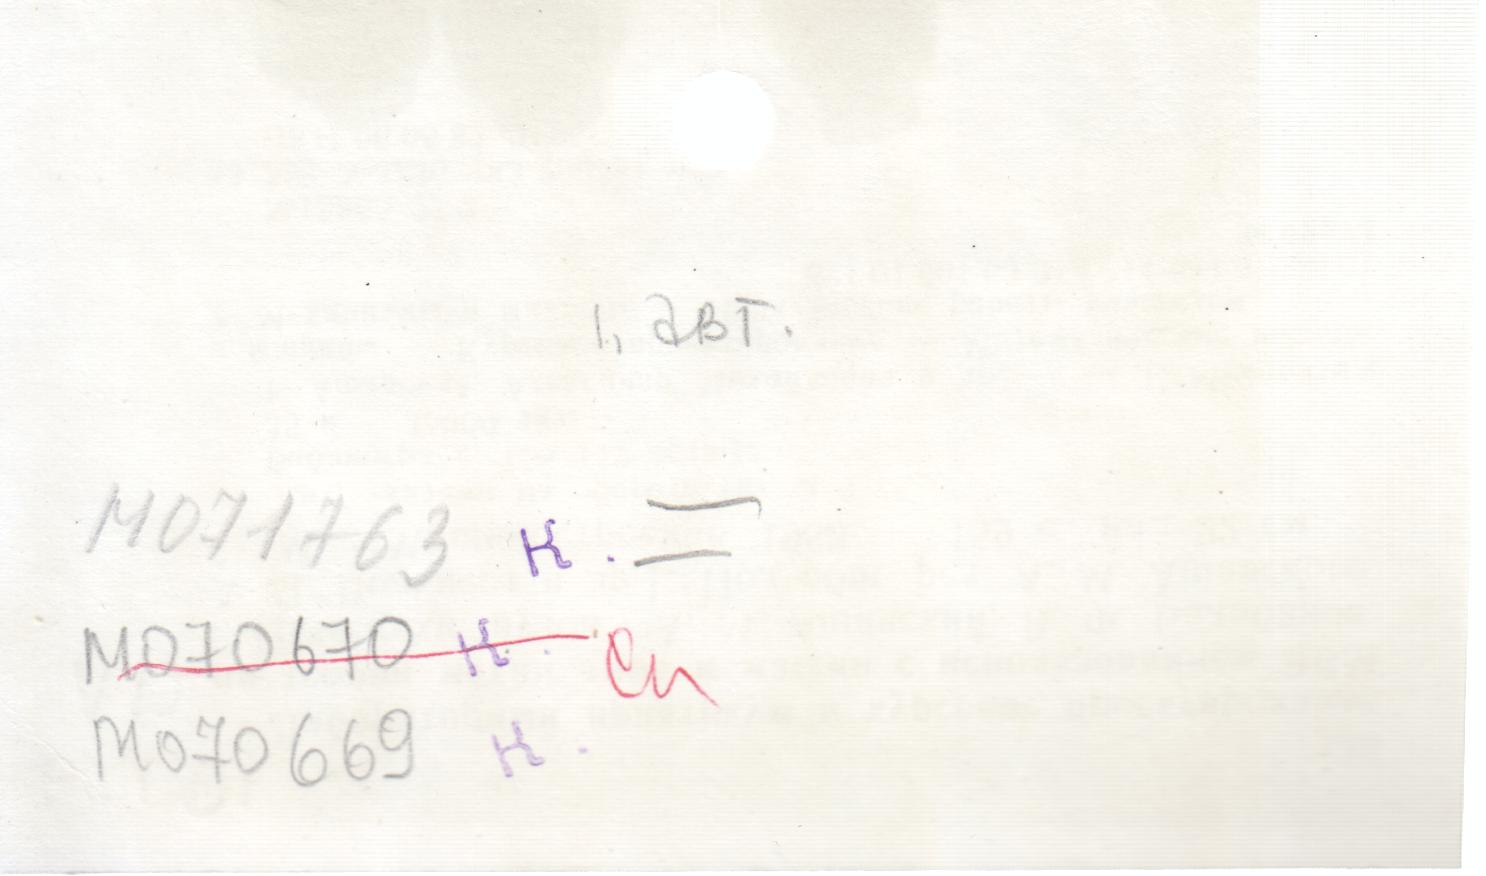 1, авт.
М071763 К. =
М070670 К. Сп
М070669 К.